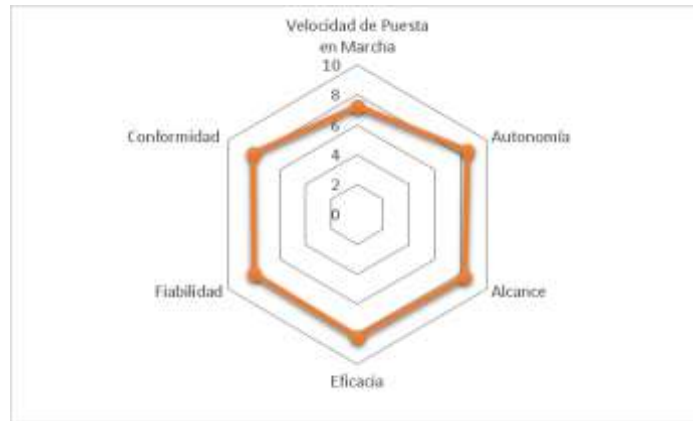 Velocidad de Puesta
en Marcha
10
8
6
4
2
0
Conformidad
Autonomía
Fiabilidad
Alcance
Eficacia